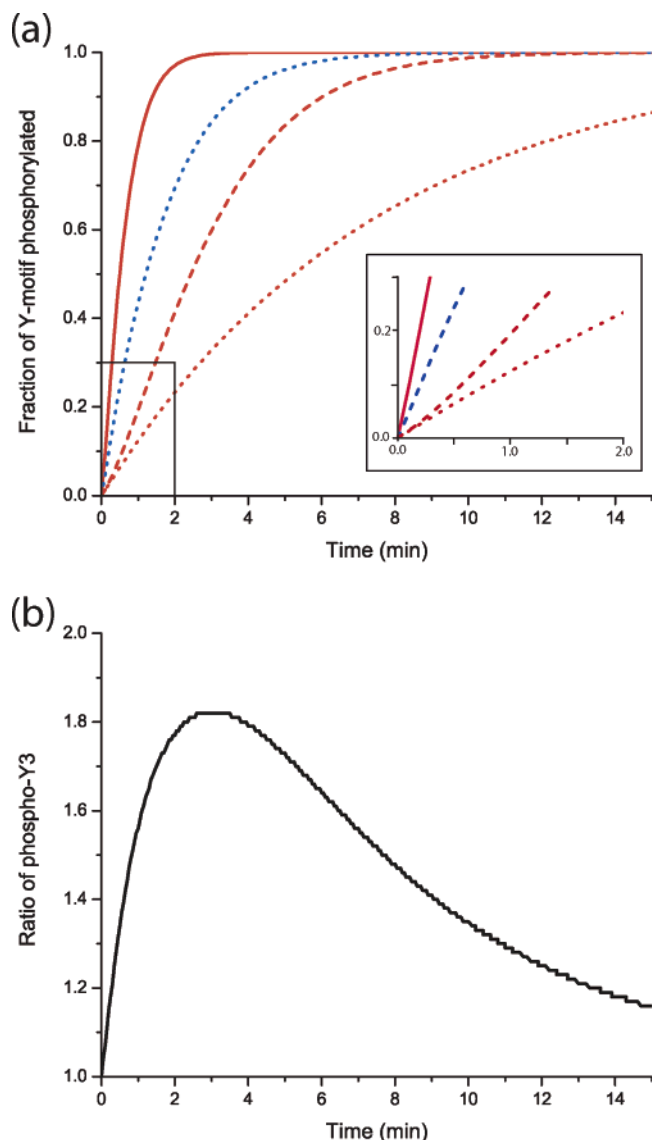 (a)
Fraction of Y-motif phosphorylated
1.0
0.8
0.6
0.4
0.2
0.0
0 2 4 6 8 10 12 14
Time (min)
0.2
0.0
0.0 1.0 2.0
(b)
Ratio of phospho-Y3
2.0
1.8
1.6
1.4
1.2
1.0
0 2 4 6 8 10 12 14
Time (min)